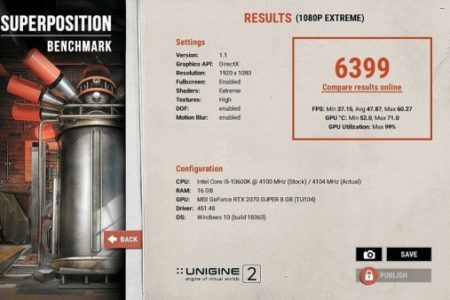 SUPERPOSITION
BENCHMARK
RESULTS (1080P EXTREME)
Settings
Version: 1.1
Graphics API: DirectX
Resolution: 1920 x 1080
Fullscreen: Enabled
Shaders: Extreme
Textures: High
DOF: enabled
Motion Blur: enabled
6399
Compare results online
FPS: Min 37.15, Avg 47.87, Max 60.27
GPU °C: Min 52.0, Max 71.0
GPU Utilization: Max 99%
Configuration
CPU: Intel Core i5-10600K @ 4100 MHz (Stock) / 4104 MHz (Actual)
RAM: 16 GB
GPU: MSI GeForce RTX 2070 SUPER 8 GB (TU104)
Driver: 451.48
OS: Windows 10 (build 18363)
BACK
UNIGINE 2
engine of virtual worlds
SAVE
PUBLISH